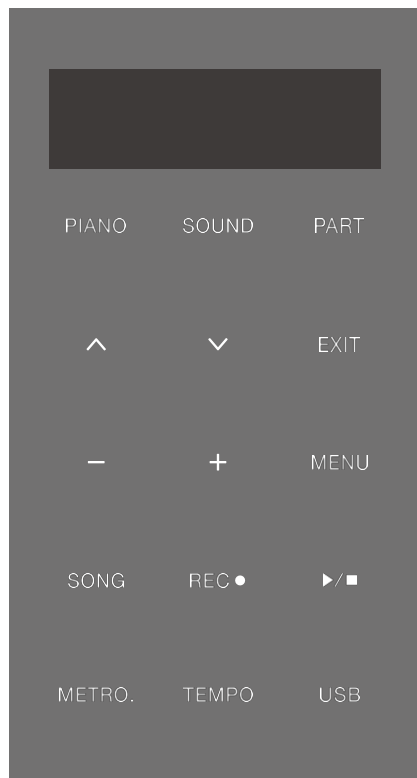 PIANO SOUND PART
∧ ∨ EXIT
− + MENU
SONG REC● ▶/■
METRO. TEMPO USB